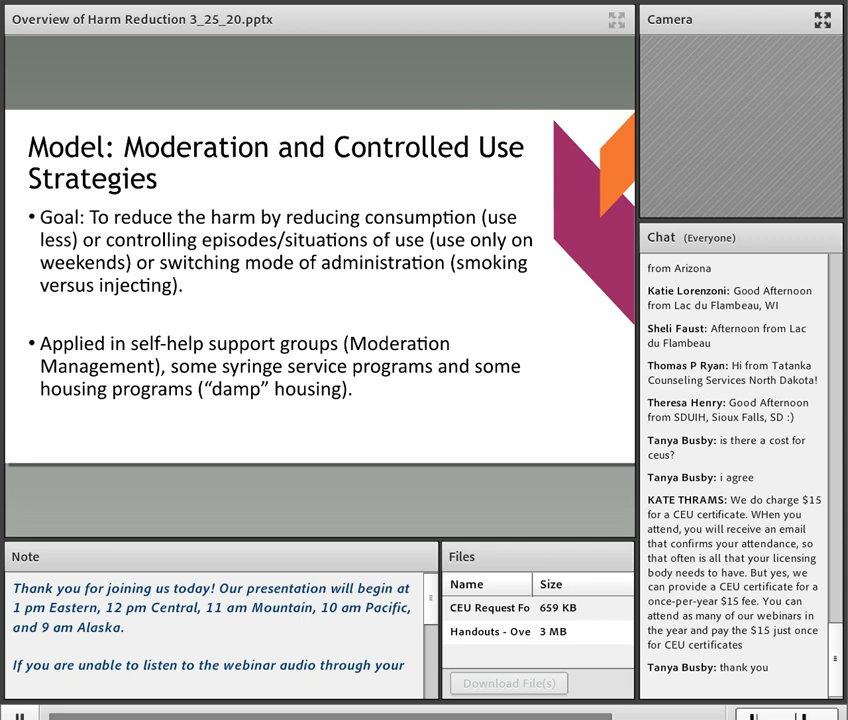 Overview of Harm Reduction 3_25_20.pptx
Model: Moderation and Controlled Use
Strategies
• Goal: To reduce the harm by reducing consumption (use
less) or controlling episodes/situations of use (use only on
weekends) or switching mode of administration (smoking
versus injecting).
• Applied in self-help support groups (Moderation
Management), some syringe service programs and some
housing programs (“damp” housing).
Note
Thank you for joining us today! Our presentation will begin at
1 pm Eastern, 12 pm Central, 11 am Mountain, 10 am Pacific,
and 9 am Alaska.
If you are unable to listen to the webinar audio through your
Files
Name Size
CEU Request Fo 659 KB
Handouts - Ove 3 MB
Download File(s)
Camera
Chat (Everyone)
from Arizona
Katie Lorenzoni: Good Afternoon
from Lac du Flambeau, WI
Sheli Faust: Afternoon from Lac
du Flambeau
Thomas P Ryan: Hi from Tatanka
Counseling Services North Dakota!
Theresa Henry: Good Afternoon
from SDUIH, Sioux Falls, SD :)
Tanya Busby: is there a cost for
ceus?
Tanya Busby: i agree
KATE THRAMS: We do charge $15
for a CEU certificate. WHen you
attend, you will receive an email
that confirms your attendance, so
that often is all that your licensing
body needs to have. But yes, we
can provide a CEU certificate for a
once-per-year $15 fee. You can
attend as many of our webinars in
the year and pay the $15 just once
for CEU certificates
Tanya Busby: thank you